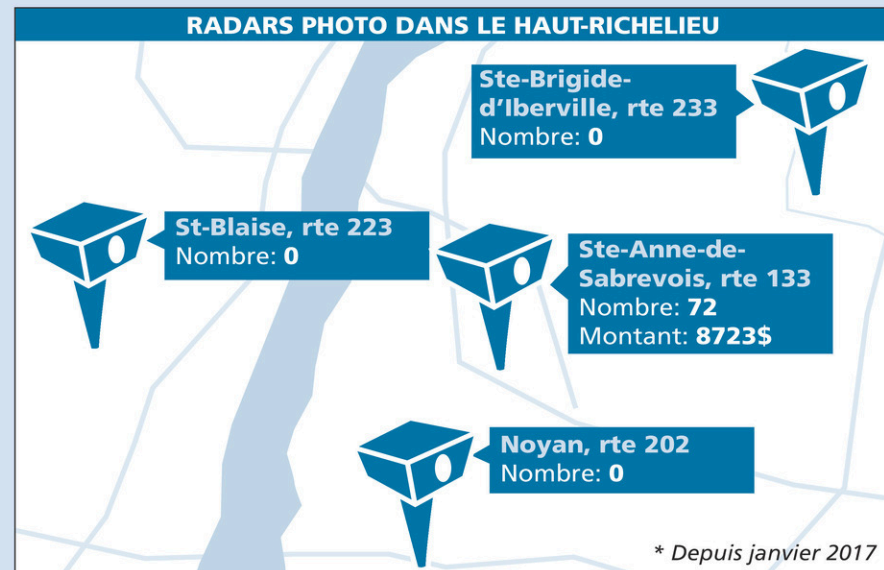 RADARS PHOTO DANS LE HAUT-RICHELIEU
Ste-Brigide-
d'Iberville, rte 233
Nombre: 0
St-Blaise, rte 223
Nombre: 0
Ste-Anne-de-
Sabrevois, rte 133
Nombre: 72
Montant: 8723$
Noyan, rte 202
Nombre: 0
* Depuis janvier 2017